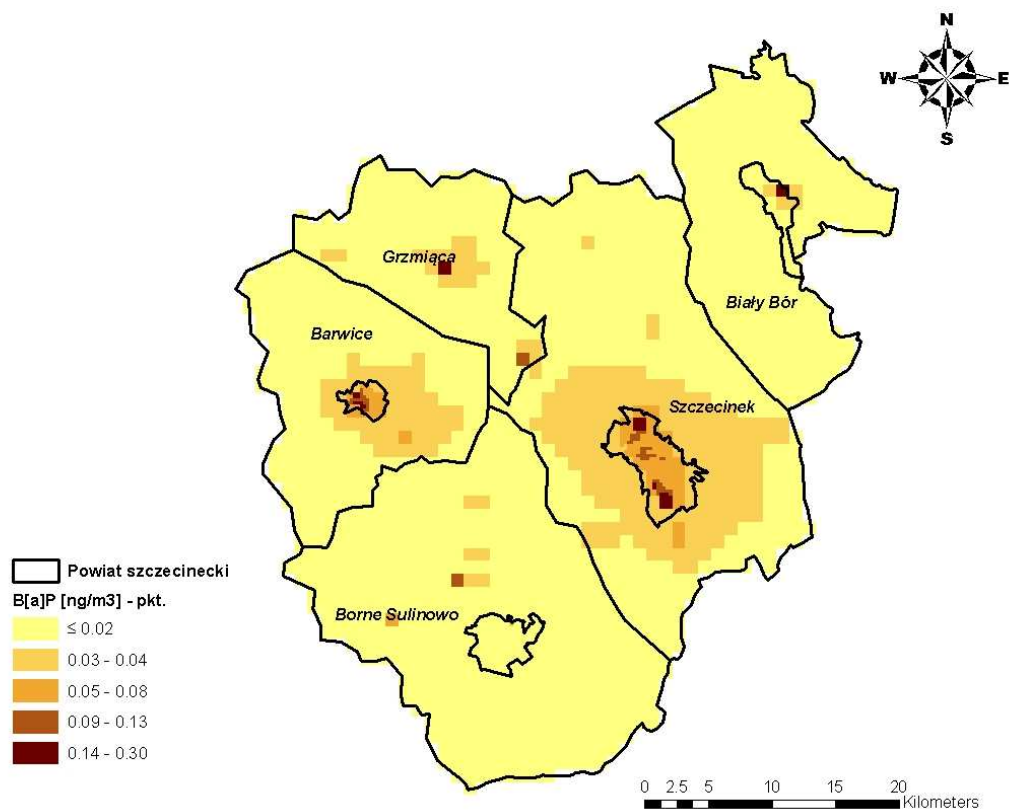 N
W E
S
Grzmiąca
Biały Bór
Barwice
Szczecinek
Borne Sulinowo
Powiat szczecinecki
B[a]P [ng/m3] - pkt.
≤ 0.02
0.03 - 0.04
0.05 - 0.08
0.09 - 0.13
0.14 - 0.30
0 2.5 5 10 15 20
Kilometers